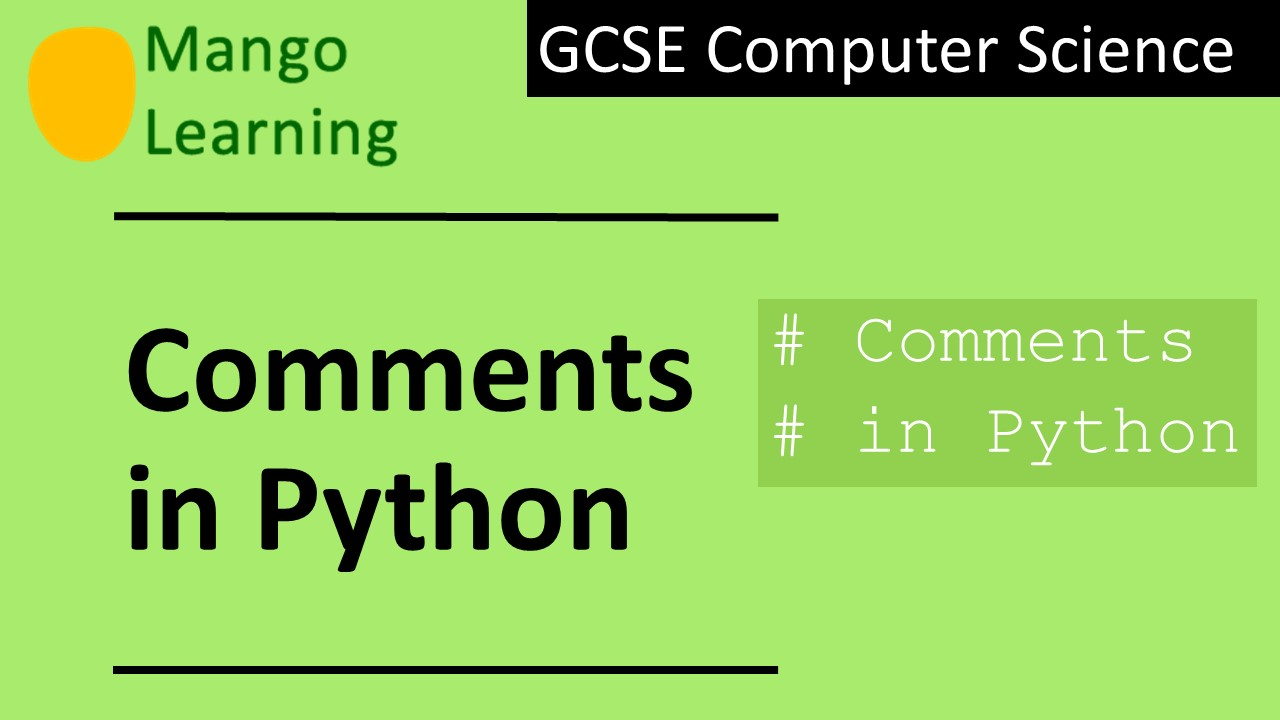 Mango
Learning
GCSE Computer Science
Comments
in Python
# Comments
# in Python